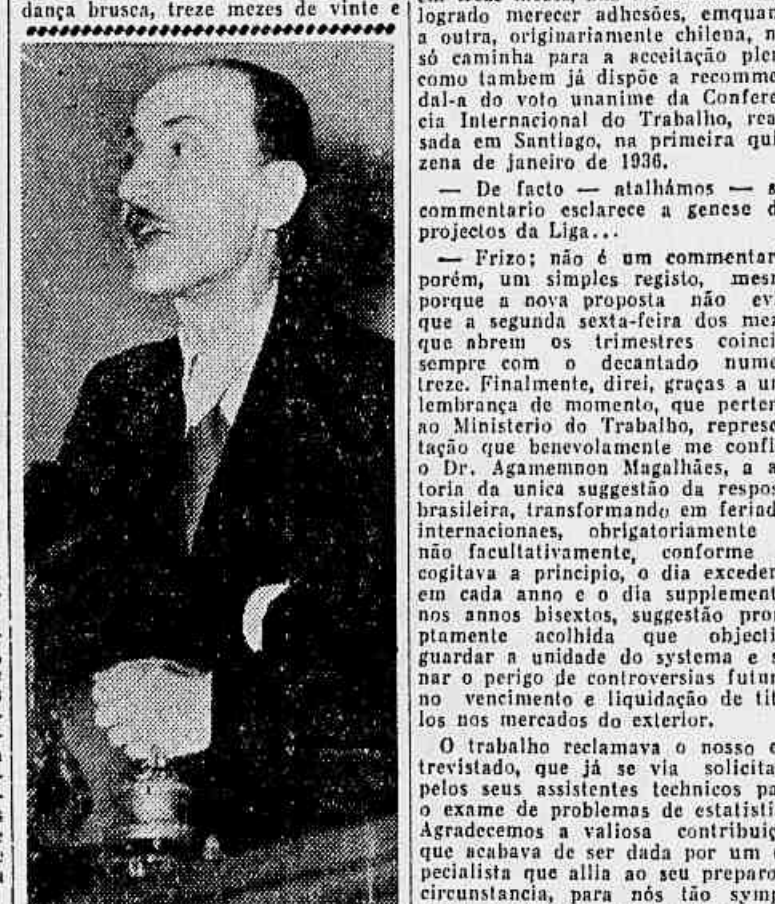 dança brusca, treze mezes de vinte e
logrado merecer adhesões, emquan
a outra, originariamente chilena, n
só caminha para a acceitação ple
como tambem já dispõe a recomme
dal-a do voto unanime da Confere
cia Internacional do Trabalho, rea
sada em Santiago, na primeira qui
zena de janeiro de 1936.
— De facto — atalhámos — s
commentario esclarece a genese d
projectos da Liga...
— Frizo; não é um commentar
porém, um simples registo, mesm
porque a nova proposta não evi
que a segunda sexta-feira dos mez
que abrem os trimestres coinci
sempre com o decantado nume
treze. Finalmente, direi, graças a um
lembrança de momento, que perten
ao Ministerio do Trabalho, represen
tação que benevolamente me confi
o Dr. Agamemnon Magalhães, a a
toria da unica suggestão da respos
brasileira, transformando em feriad
internacionaes, obrigatoriamente
não facultativamente, conforme
cogitava a principio, o dia exceden
em cada anno e o dia supplementa
nos annos bisextos, suggestão prom
ptamente acolhida que objecti
guardar a unidade do systema e s
nar o perigo de controversias futur
no vencimento e liquidação de tit
los nos mercados do exterior.
O trabalho reclamava o nosso e
trevistado, que já se via solicita
pelos seus assistentes technicos pa
o exame de problemas de estatisti
Agradecemos a valiosa contribuiç
que acabava de ser dada por um e
pecialista que allia ao seu preparo
circunstancia, para nós tão symp